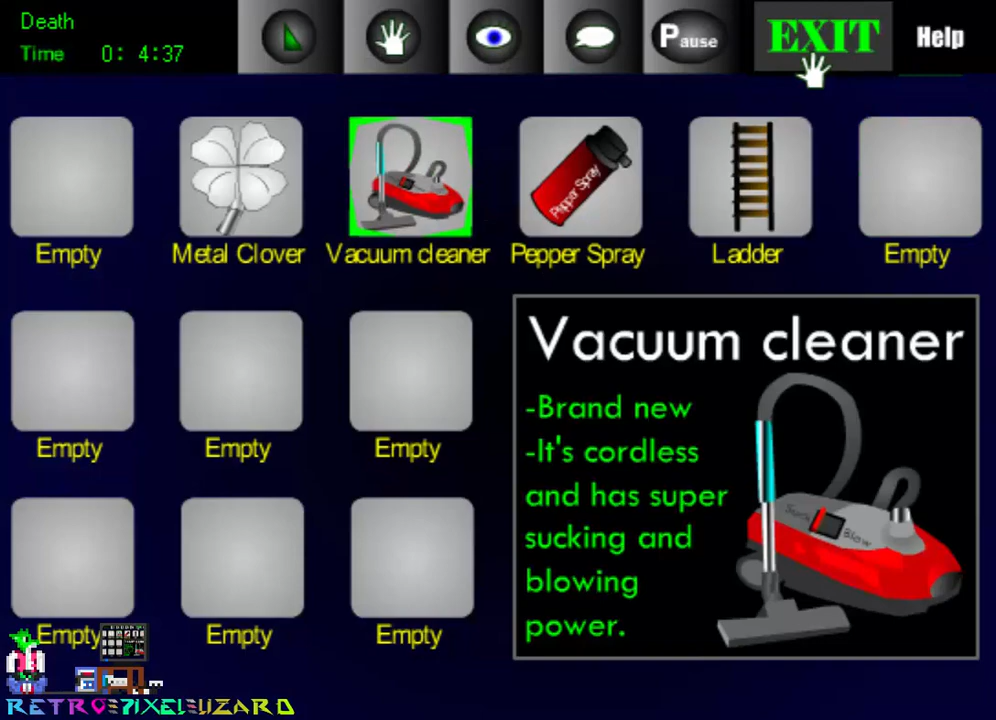 Death
Time 0: 4:37
Pause
EXIT
Help
Empty
Metal Clover
Vacuum cleaner
Pepper Spray
Pepper Spray
Ladder
Empty
Vacuum cleaner
-Brand new
-It's cordless
and has super
sucking and
blowing
power.
Suck
Blow
Empty
Empty
Empty
Empty
Empty
Empty
RETRO PIXEL LIZARD